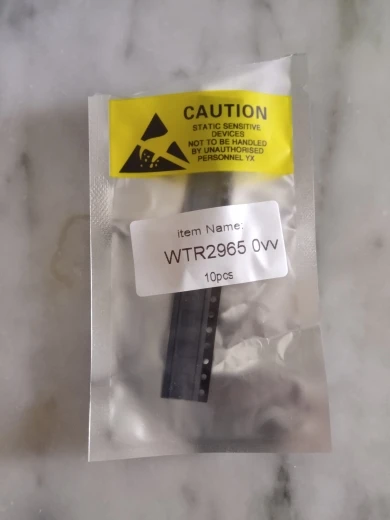 CAUTION
STATIC SENSITIVE
DEVICES
NOT TO BE HANDLED
BY UNAUTHORISED
PERSONNEL YX
Item Name:
WTR2965 0vv
10pcs